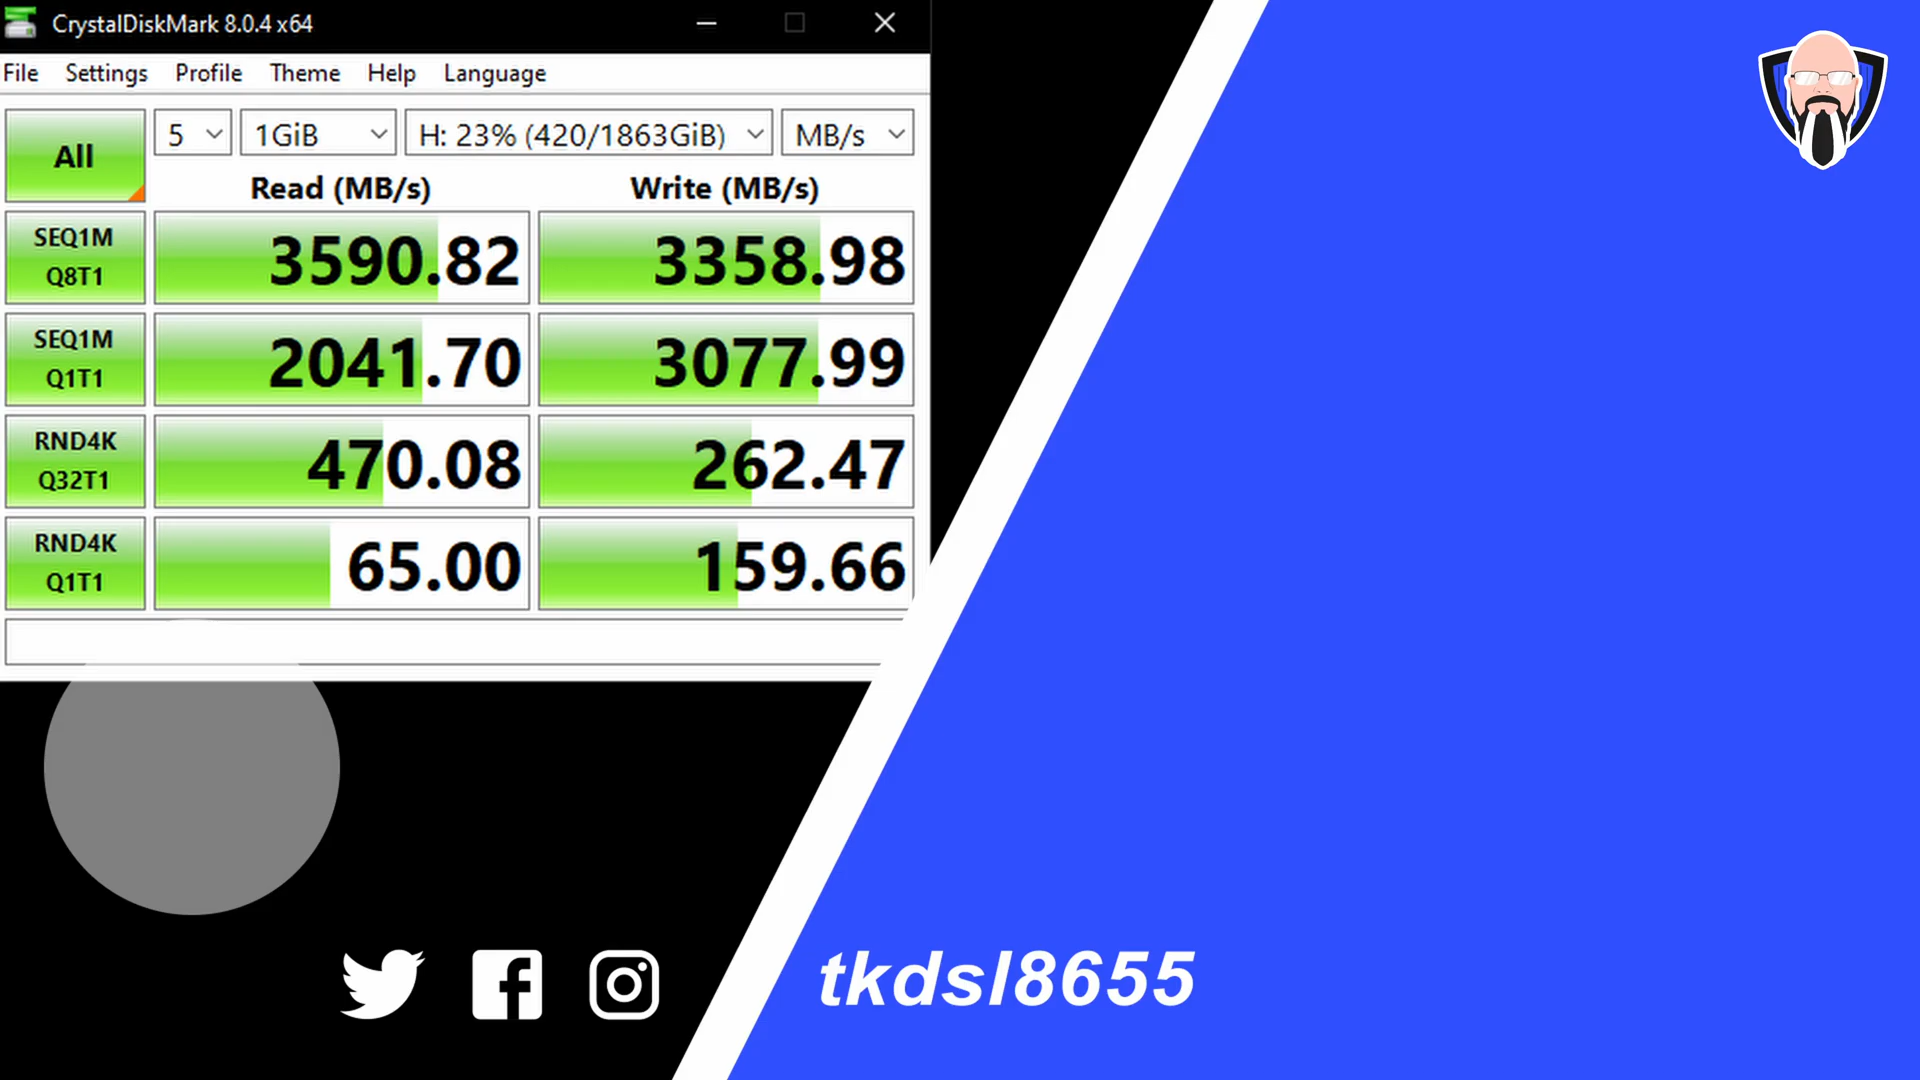 CrystalDiskMark 8.0.4 x64
File Settings Profile Theme Help Language
All 5 1GiB H: 23% (420/1863GiB) MB/s
Read (MB/s) Write (MB/s)
SEQ1M
Q8T1
3590.82 3358.98
SEQ1M
Q1T1
2041.70 3077.99
RND4K
Q32T1
470.08 262.47
RND4K
Q1T1
65.00 159.66
tkdsl8655